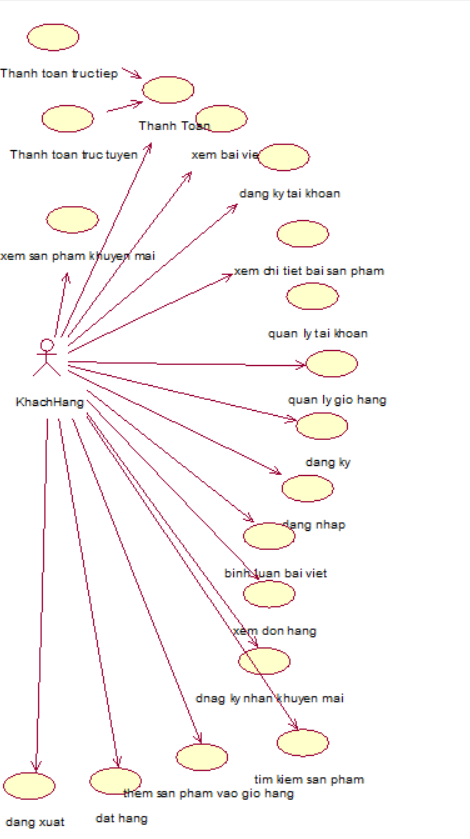 Thanh toan tructiep
Thanh Toan
Thanh toan truc tuyen
xem bai vie
dang ky tai khoan
xem san pham khuyen mai
xem chi tiet bai san pham
quan ly tai khoan
KhachHang
quan ly gio hang
dang ky
dang nhap
binh luan bai viet
xem don hang
dnag ky nhan khuyen mai
tim kiem san pham
them san pham vao gio hang
dat hang
dang xuat